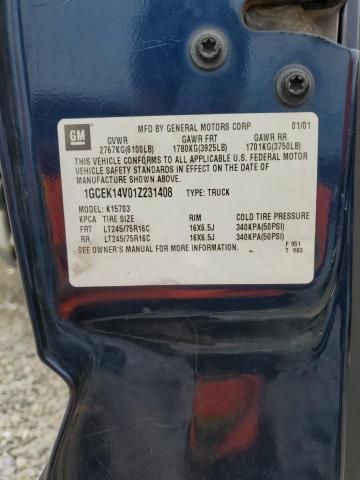 GM
MFD BY GENERAL MOTORS CORP 01/01
GVWR GAWR FRT GAWR RR
2767KG(6100LB) 1780KG(3925LB) 1701KG(3750LB)
THIS VEHICLE CONFORMS TO ALL APPLICABLE U.S. FEDERAL MOTOR
VEHICLE SAFETY STANDARDS IN EFFECT ON THE DATE OF
MANUFACTURE SHOWN ABOVE.
1GCEK14V01Z231408 TYPE: TRUCK
MODEL: K15703
KPCA TIRE SIZE RIM COLD TIRE PRESSURE
FRT LT245/75R16C 16X6.5J 340KPA(50PSI)
RR LT245/75R16C 16X6.5J 340KPA(50PSI)
SEE OWNER'S MANUAL FOR MORE INFORMATION. F 951
T 983